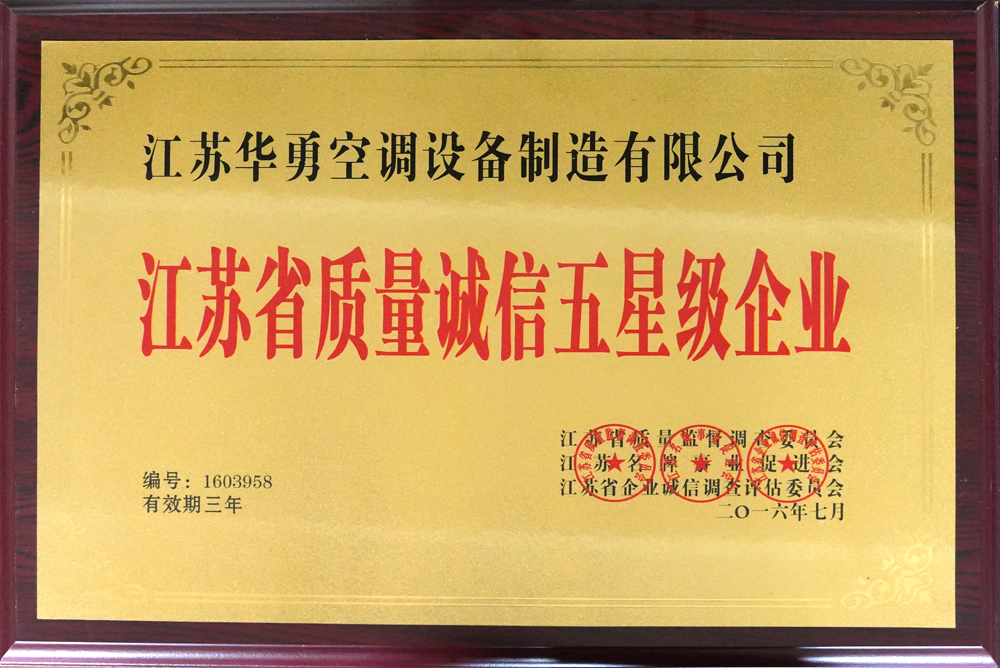 江苏华勇空调设备制造有限公司
江苏省质量诚信五星级企业
江苏省质量监督调查委员会
江苏名牌事业促进会
江苏省企业诚信调查评估委员会
二〇一六年七月
编号：1603958
有效期三年